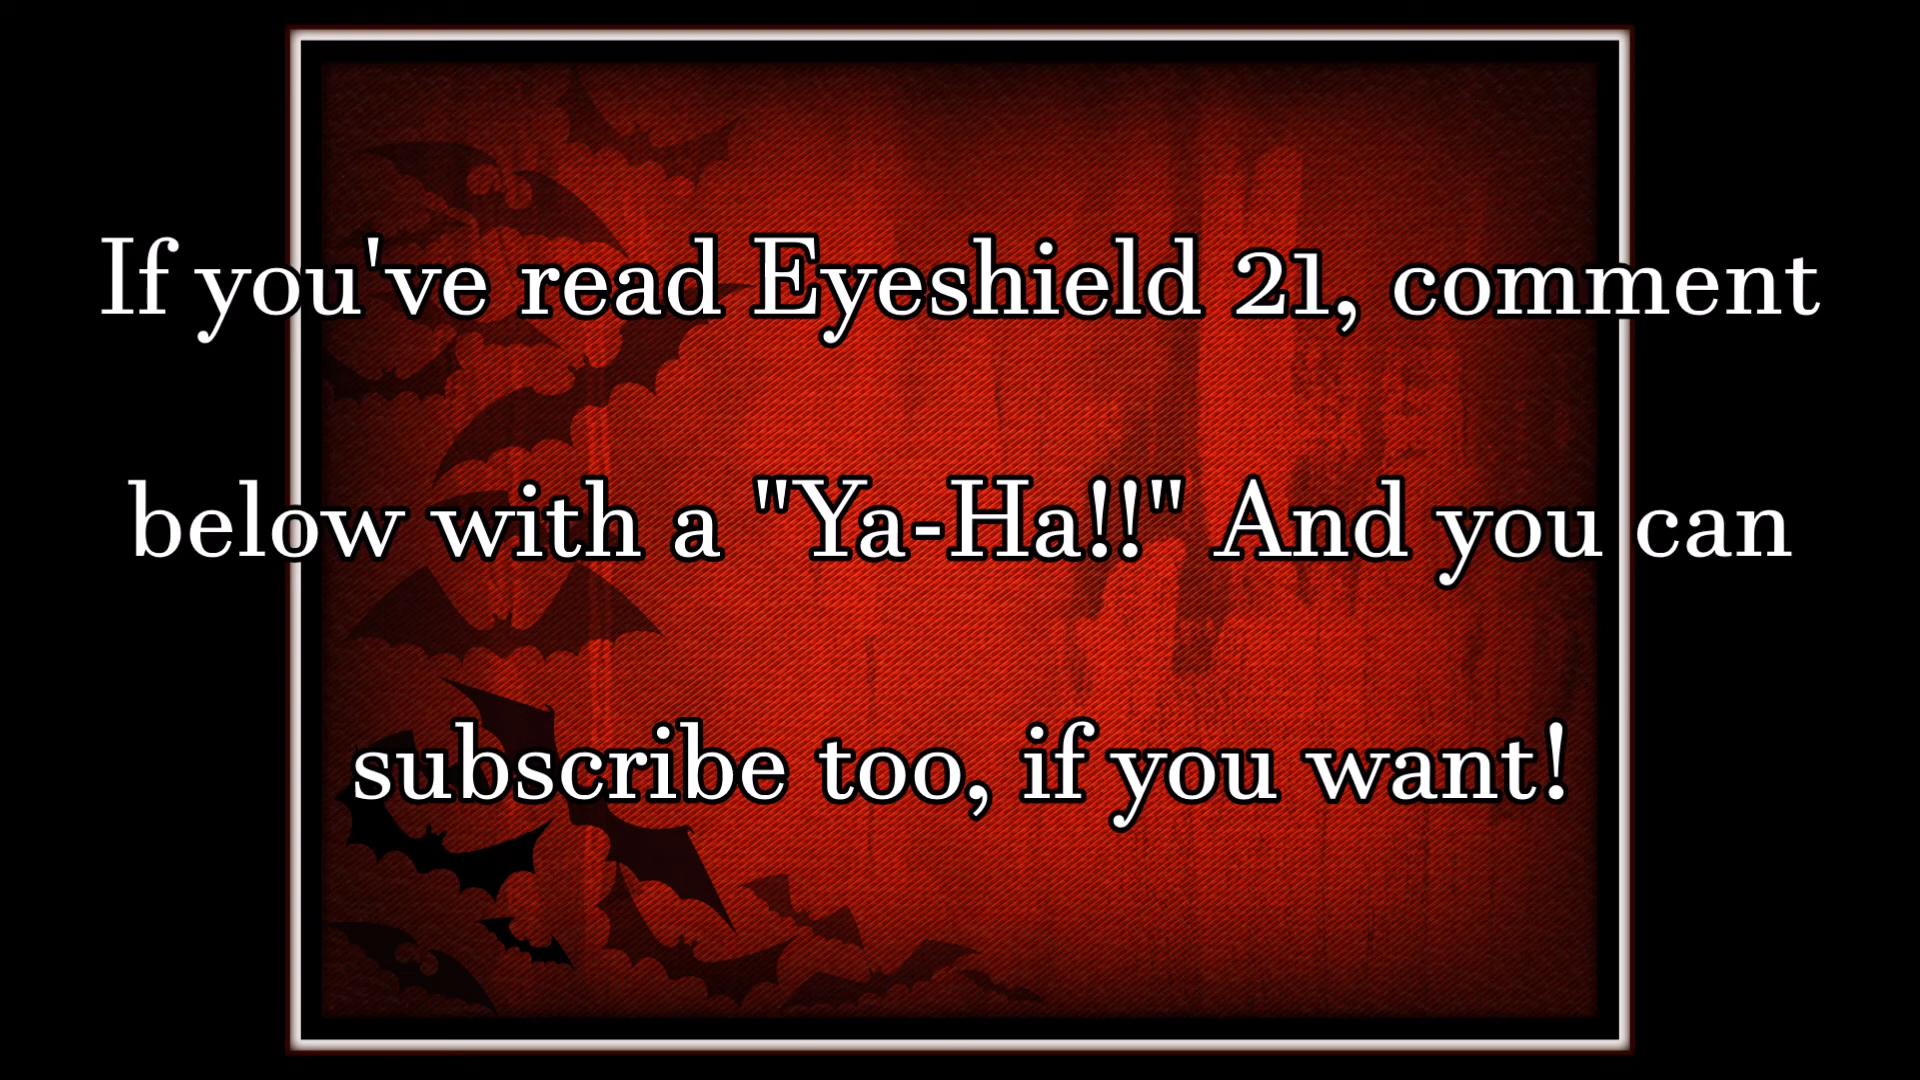 If you've read Eyeshield 21, comment
below with a "Ya-Ha!!" And you can
subscribe too, if you want!